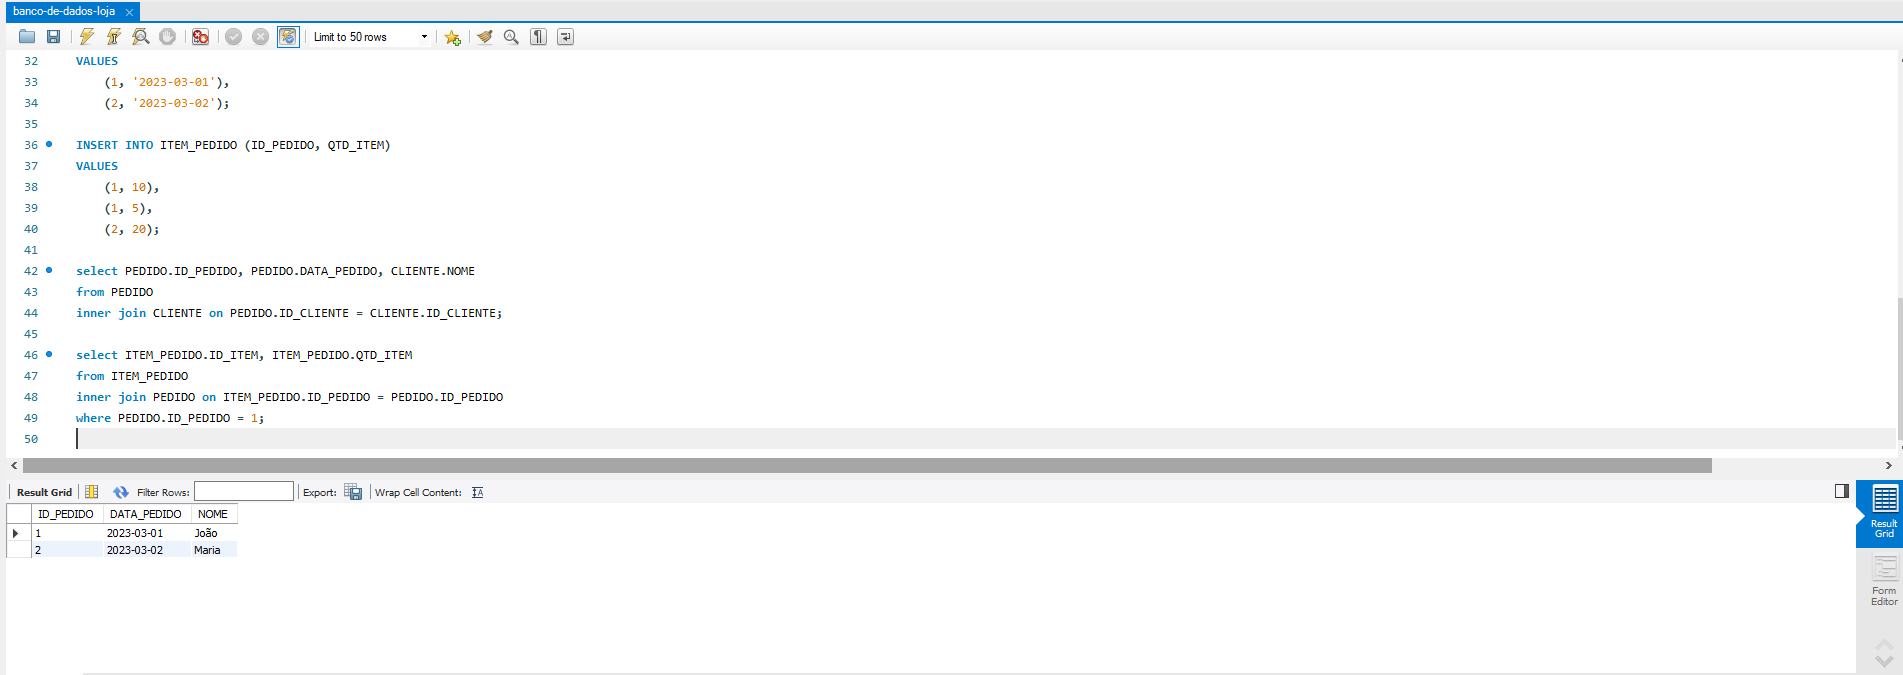 banco-de-dados-loja
Limit to 50 rows
32 VALUES
33 (1, '2023-03-01'),
34 (2, '2023-03-02');
35
36 INSERT INTO ITEM_PEDIDO (ID_PEDIDO, QTD_ITEM)
37 VALUES
38 (1, 10),
39 (1, 5),
40 (2, 20);
41
42 select PEDIDO.ID_PEDIDO, PEDIDO.DATA_PEDIDO, CLIENTE.NOME
43 from PEDIDO
44 inner join CLIENTE on PEDIDO.ID_CLIENTE = CLIENTE.ID_CLIENTE;
45
46 select ITEM_PEDIDO.ID_ITEM, ITEM_PEDIDO.QTD_ITEM
47 from ITEM_PEDIDO
48 inner join PEDIDO on ITEM_PEDIDO.ID_PEDIDO = PEDIDO.ID_PEDIDO
49 where PEDIDO.ID_PEDIDO = 1;
50
Result Grid Filter Rows: Export: Wrap Cell Content:
ID_PEDIDO DATA_PEDIDO NOME
1 2023-03-01 João
2 2023-03-02 Maria
Result
Grid
Form
Editor